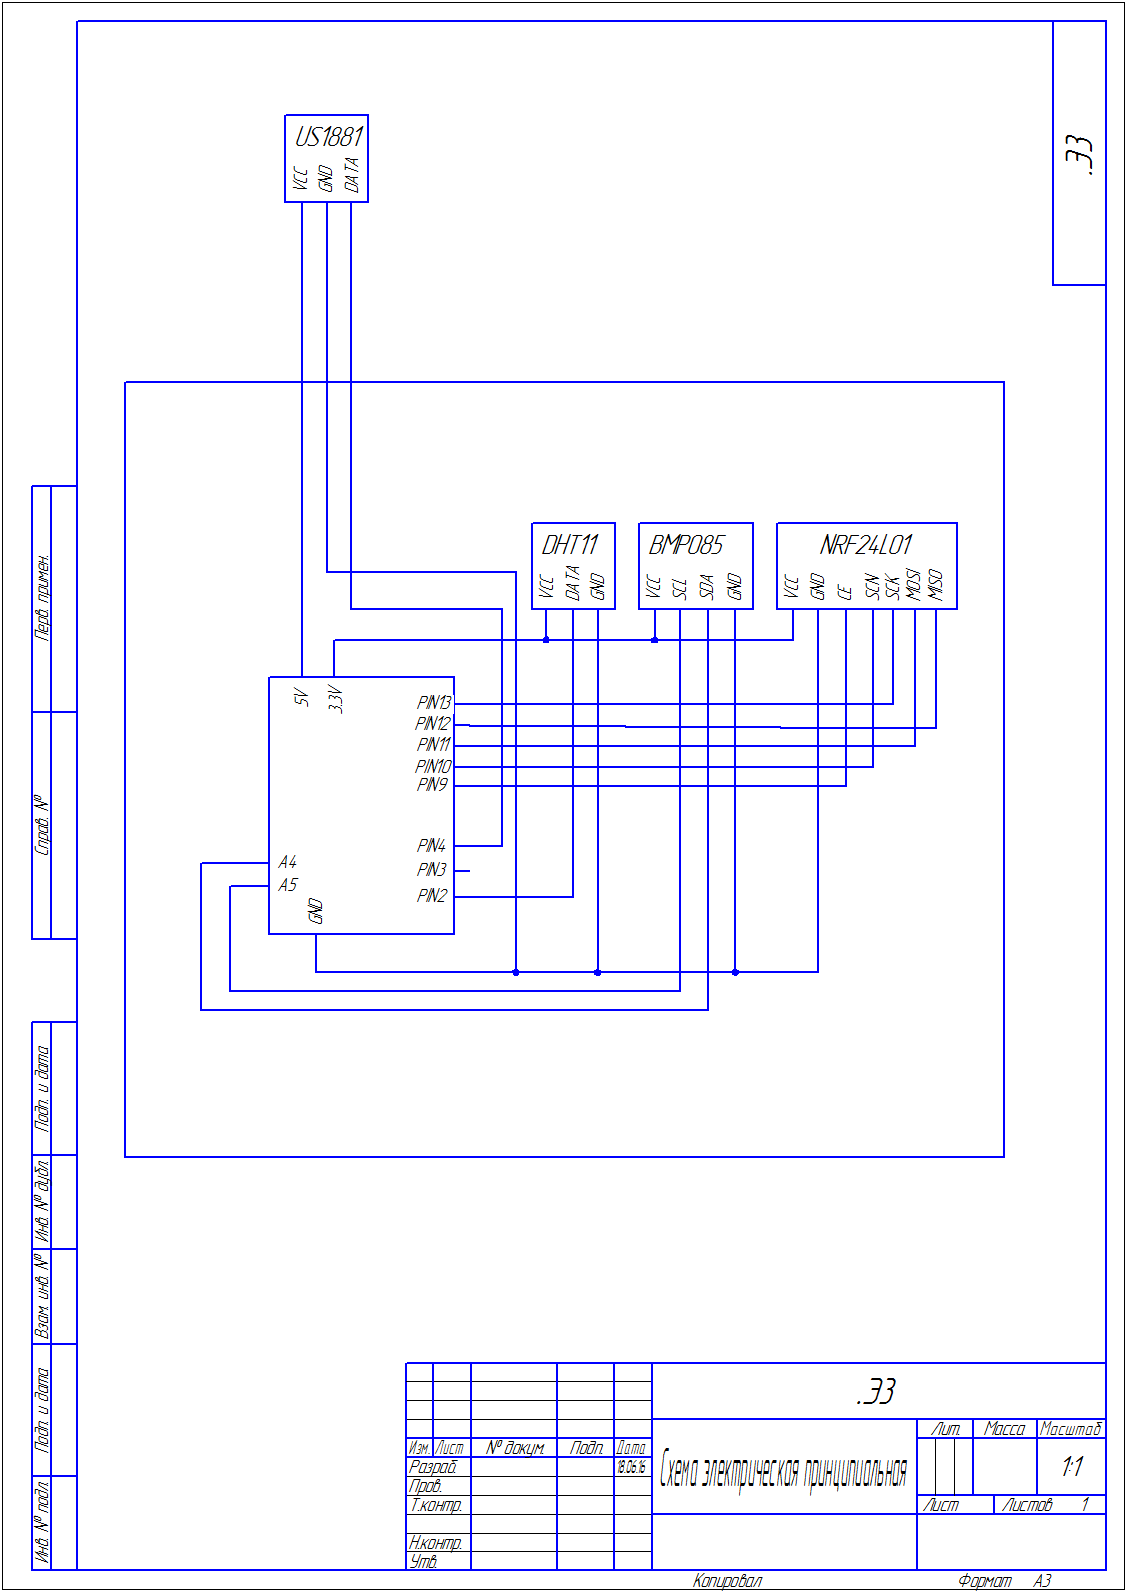 .ЭЗ
US1881
VCC
GND
DATA
DHT11
VCC
DATA
GND
BMP085
VCC
SCL
SDA
GND
NRF24L01
VCC
GND
CE
SCN
SCK
MOSI
MISO
5V
3.3V
PIN13
PIN12
PIN11
PIN10
PIN9
PIN4
PIN3
PIN2
A4
A5
GND
Перв. примен.
Справ. №
Подп. и дата
Инв. № дубл.
Взам. инв. №
Подп. и дата
Инв. № подл.
.ЭЗ
Изм. Лист № докум. Подп. Дата
Разраб. 18.06.16
Пров.
Т.контр.
Н.контр.
Утв.
Схема электрическая принципиальная
Лит. Масса Масштаб
1:1
Лист Листов 1
Копировал Формат А3